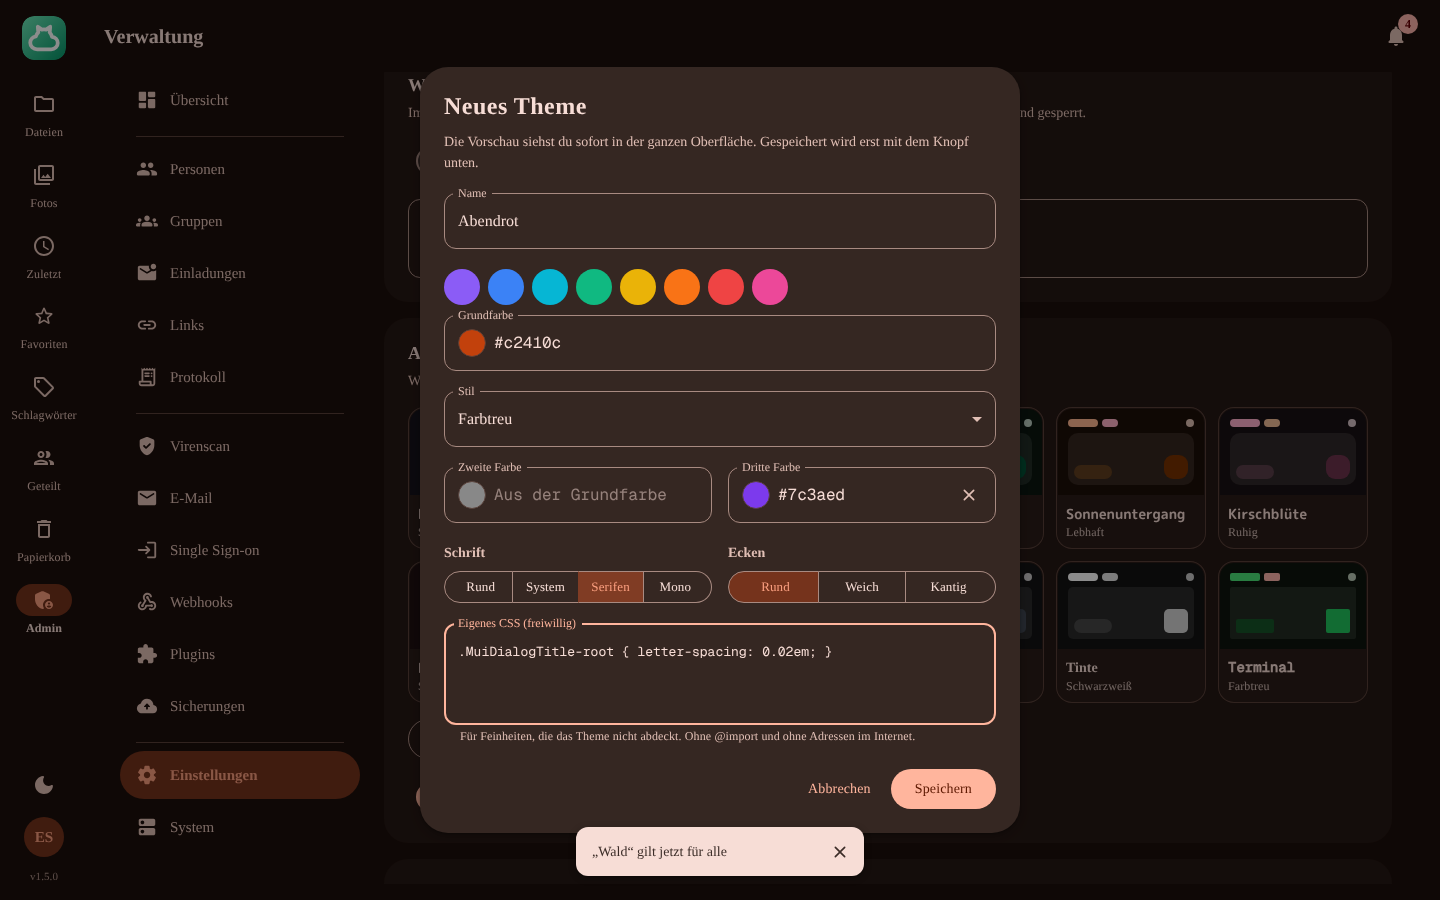 Verwaltung
4
Dateien
Fotos
Zuletzt
Favoriten
Schlagwörter
Geteilt
Papierkorb
Admin
ES
v1.5.0
Übersicht
Personen
Gruppen
Einladungen
Links
Protokoll
Virenscan
E-Mail
Single Sign-on
Webhooks
Plugins
Sicherungen
Einstellungen
System
nd gesperrt.
Neues Theme
Die Vorschau siehst du sofort in der ganzen Oberfläche. Gespeichert wird erst mit dem Knopf
unten.
Name
Abendrot
Grundfarbe
#c2410c
Stil
Farbtreu
Zweite Farbe
Aus der Grundfarbe
Dritte Farbe
#7c3aed
Schrift
Rund System Serifen Mono
Ecken
Rund Weich Kantig
Eigenes CSS (freiwillig)
.MuiDialogTitle-root { letter-spacing: 0.02em; }
Für Feinheiten, die das Theme nicht abdeckt. Ohne @import und ohne Adressen im Internet.
Abbrechen
Speichern
Sonnenuntergang
Lebhaft
Kirschblüte
Ruhig
Tinte
Schwarzweiß
Terminal
Farbtreu
„Wald“ gilt jetzt für alle